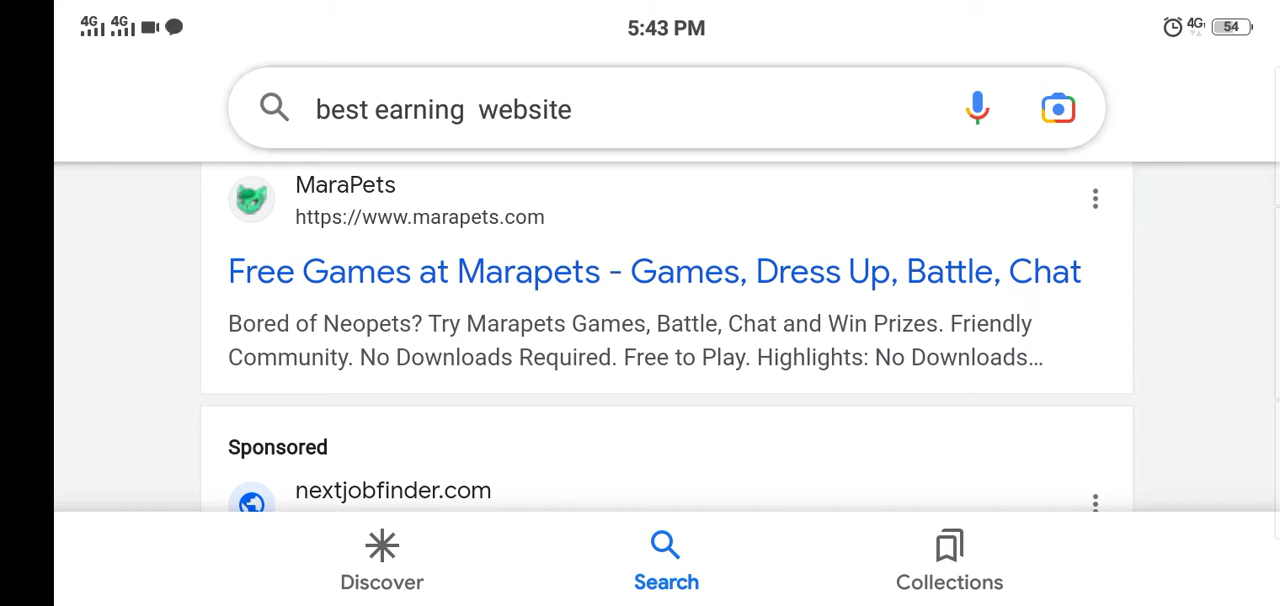 4G 4G 5:43 PM 4G 54
best earning  website
MaraPets
https://www.marapets.com
Free Games at Marapets - Games, Dress Up, Battle, Chat
Bored of Neopets? Try Marapets Games, Battle, Chat and Win Prizes. Friendly
Community. No Downloads Required. Free to Play. Highlights: No Downloads...
Sponsored
nextjobfinder.com
Discover Search Collections